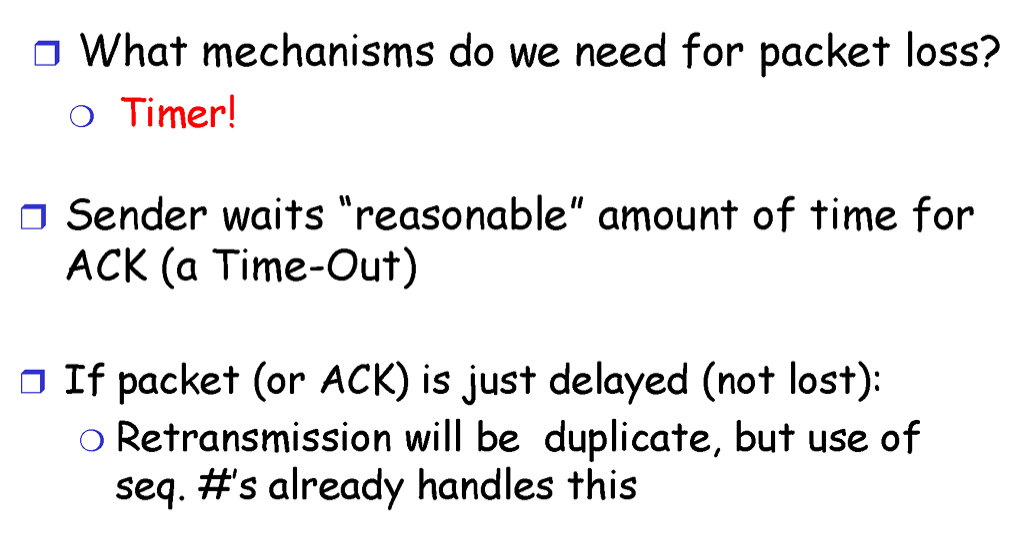 What mechanisms do we need for packet loss?
Timer!
Sender waits “reasonable” amount of time for
ACK (a Time-Out)
If packet (or ACK) is just delayed (not lost):
Retransmission will be duplicate, but use of
seq. #’s already handles this